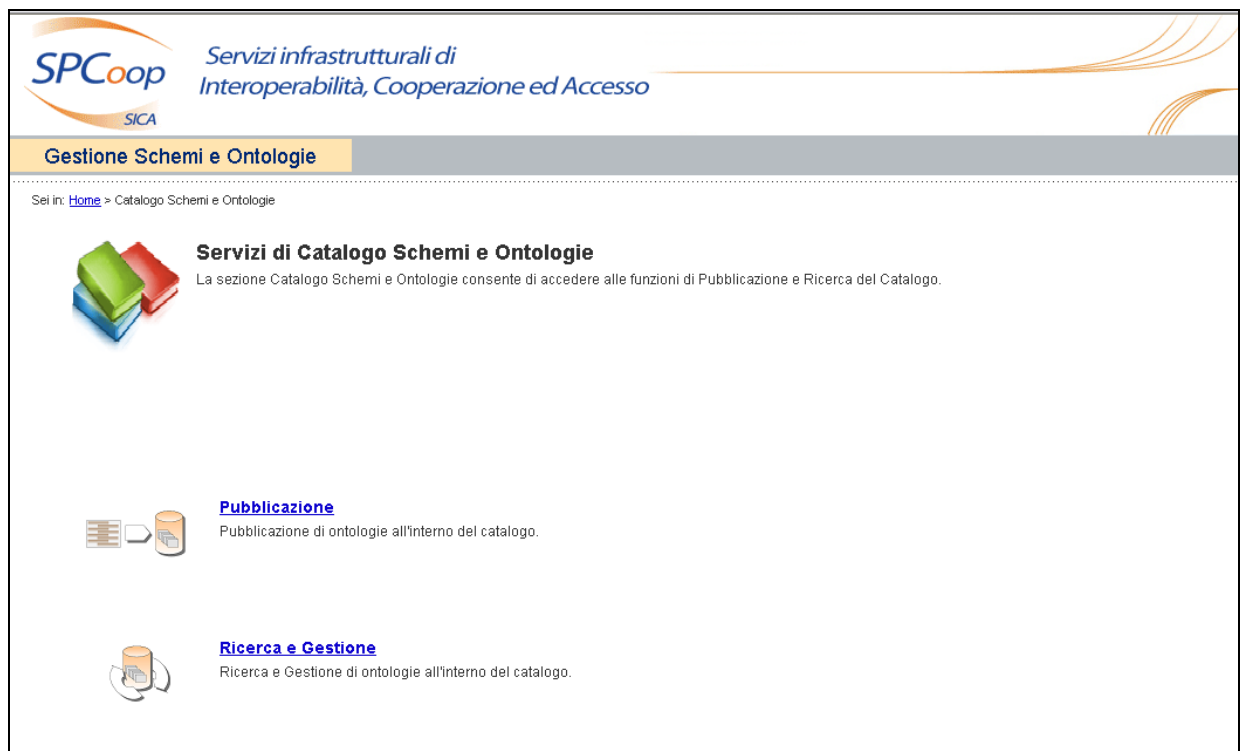 SPCoop
SICA
Servizi infrastrutturali di
Interoperabilità, Cooperazione ed Accesso
Gestione Schemi e Ontologie
Sei in: Home > Catalogo Schemi e Ontologie
Servizi di Catalogo Schemi e Ontologie
La sezione Catalogo Schemi e Ontologie consente di accedere alle funzioni di Pubblicazione e Ricerca del Catalogo.
Pubblicazione
Pubblicazione di ontologie all'interno del catalogo.
Ricerca e Gestione
Ricerca e Gestione di ontologie all'interno del catalogo.